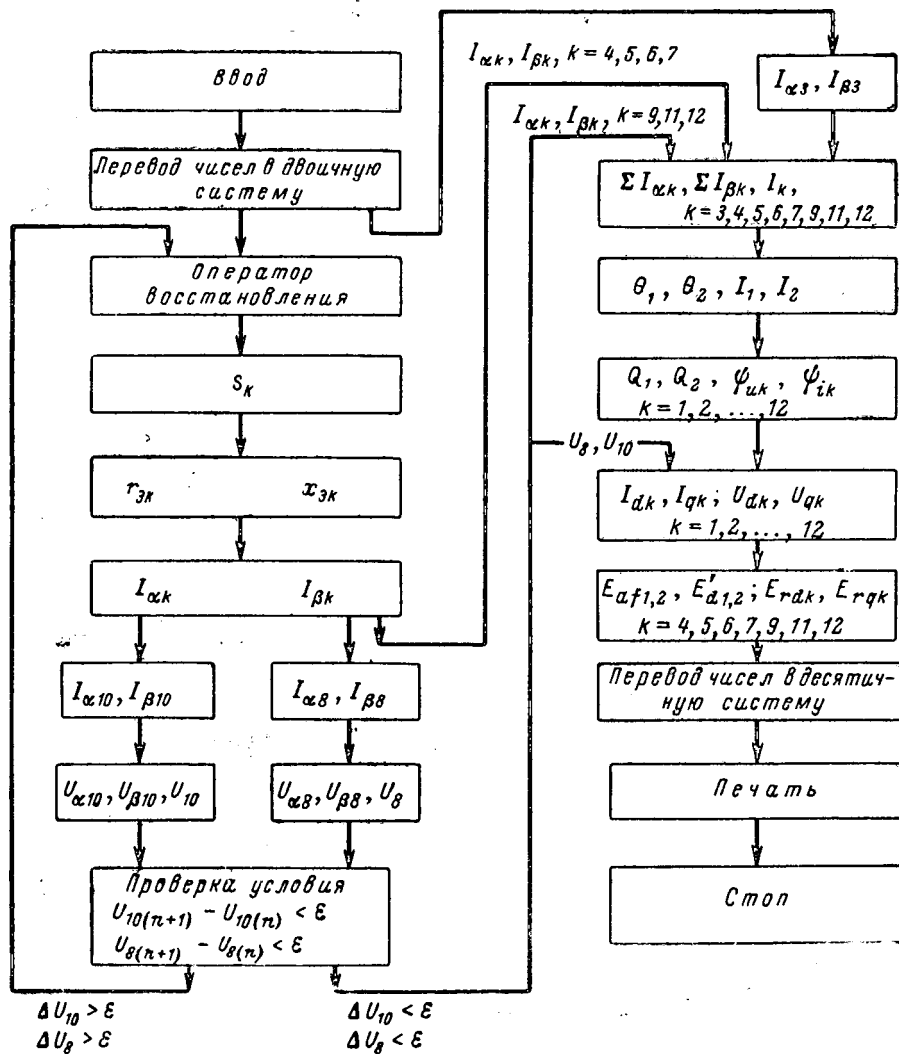 Ввод
Перевод чисел в двоичную
систему
Оператор
восстановления
S_k
r_эк x_эк
I_αk I_βk
I_α10, I_β10
I_α8, I_β8
U_α10, U_β10, U_10
U_α8, U_β8, U_8
Проверка условия
U_10(n+1) − U_10(n) < ε
U_8(n+1) − U_8(n) < ε
ΔU_10 > ε
ΔU_8 > ε
ΔU_10 < ε
ΔU_8 < ε
I_αk, I_βk, k = 4,5,6,7
I_αk, I_βk, k = 9,11,12
I_α3, I_β3
Σ I_αk, Σ I_βk, I_k,
k = 3,4,5,6,7,9,11,12
θ_1, θ_2, I_1, I_2
Q_1, Q_2, ψ_uk, ψ_ik
k = 1,2,...,12
U_8, U_10
I_dk, I_qk; U_dk, U_qk
k = 1,2,..., 12
E_af1,2, E'_d1,2; E_rdk, E_rqk
k = 4,5,6,7,9,11,12
Перевод чисел в десятич-
ную систему
Печать
Стоп